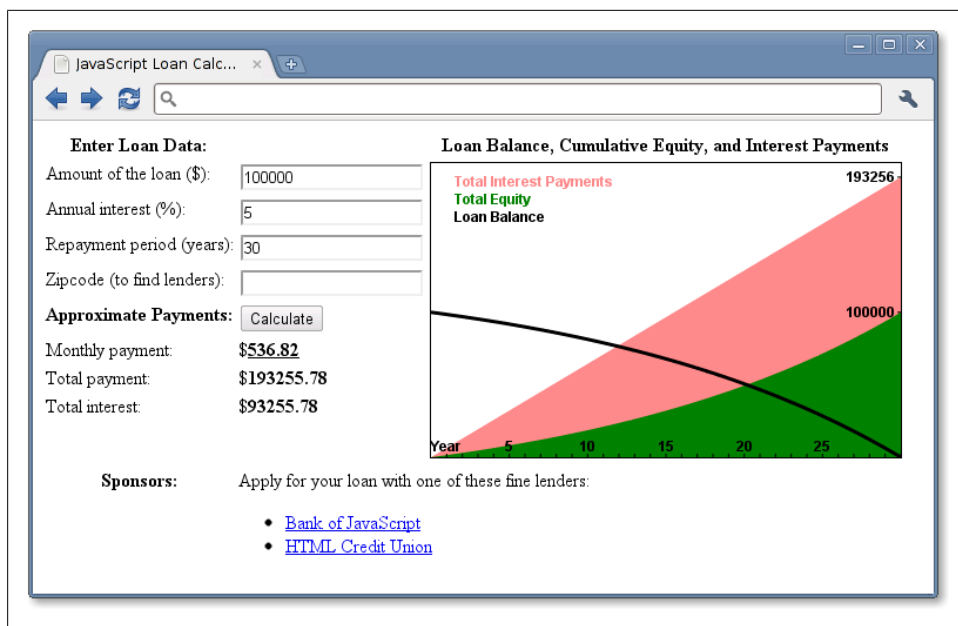 JavaScript Loan Calc...
Enter Loan Data:
Amount of the loan ($):
100000
Annual interest (%):
5
Repayment period (years):
30
Zipcode (to find lenders):
Approximate Payments:
Calculate
Monthly payment:
$536.82
Total payment:
$193255.78
Total interest:
$93255.78
Loan Balance, Cumulative Equity, and Interest Payments
Total Interest Payments
Total Equity
Loan Balance
193256
100000
Year 5 10 15 20 25
Sponsors:
Apply for your loan with one of these fine lenders:
Bank of JavaScript
HTML Credit Union